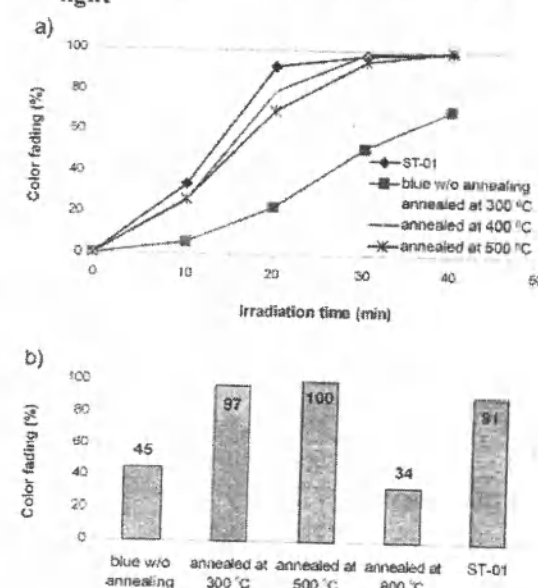 light
a)
100
80
60
40
20
0
Color fading (%)
0 10 20 30 40 50
Irradiation time (min)
ST-01
blue w/o annealing
annealed at 300 °C
annealed at 400 °C
annealed at 500 °C
b)
100
80
60
40
20
0
Color fading (%)
45
97
100
34
91
blue w/o annealing
annealed at 300 °C
annealed at 500 °C
annealed at 800 °C
ST-01